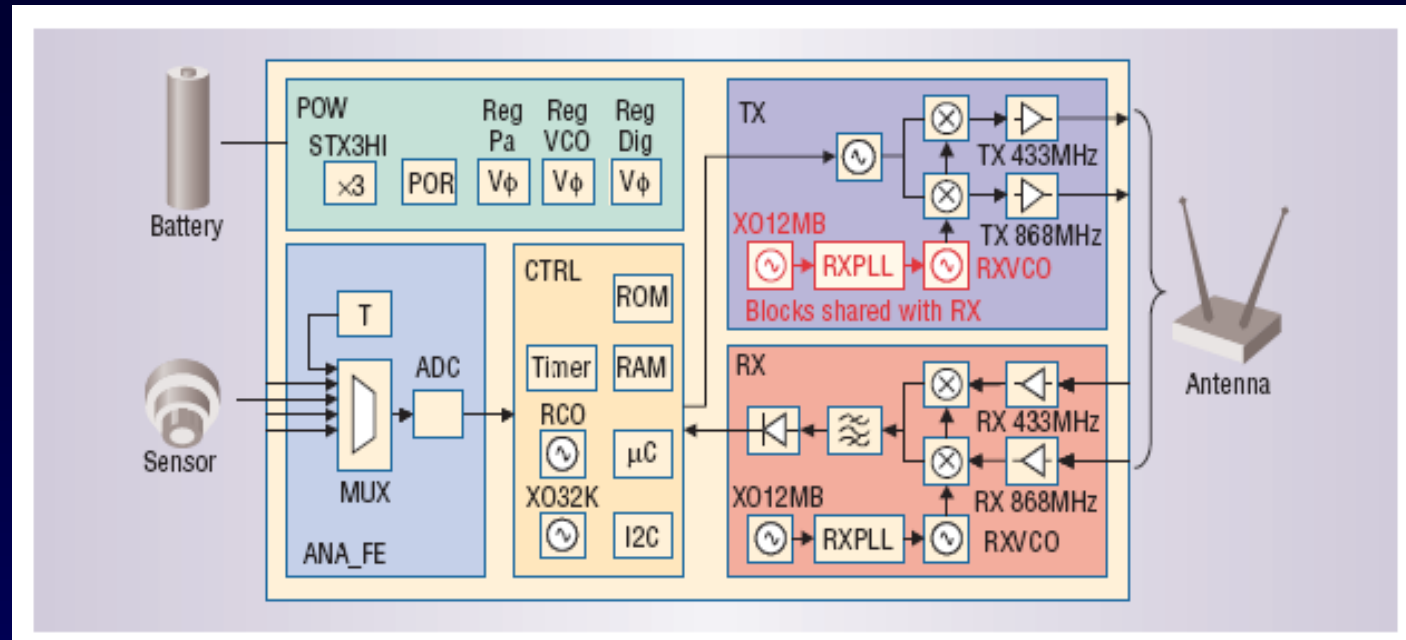 POW
Reg Reg Reg
STX3HI Pa VCO Dig
×3 POR Vϕ Vϕ Vϕ
Battery
TX
TX 433MHz
TX 868MHz
XO12MB
RXPLL RXVCO
Blocks shared with RX
T
ADC
MUX
ANA_FE
Sensor
CTRL
ROM
Timer RAM
RCO
µC
XO32K
I2C
RX
RX 433MHz
RX 868MHz
XO12MB
RXPLL RXVCO
Antenna